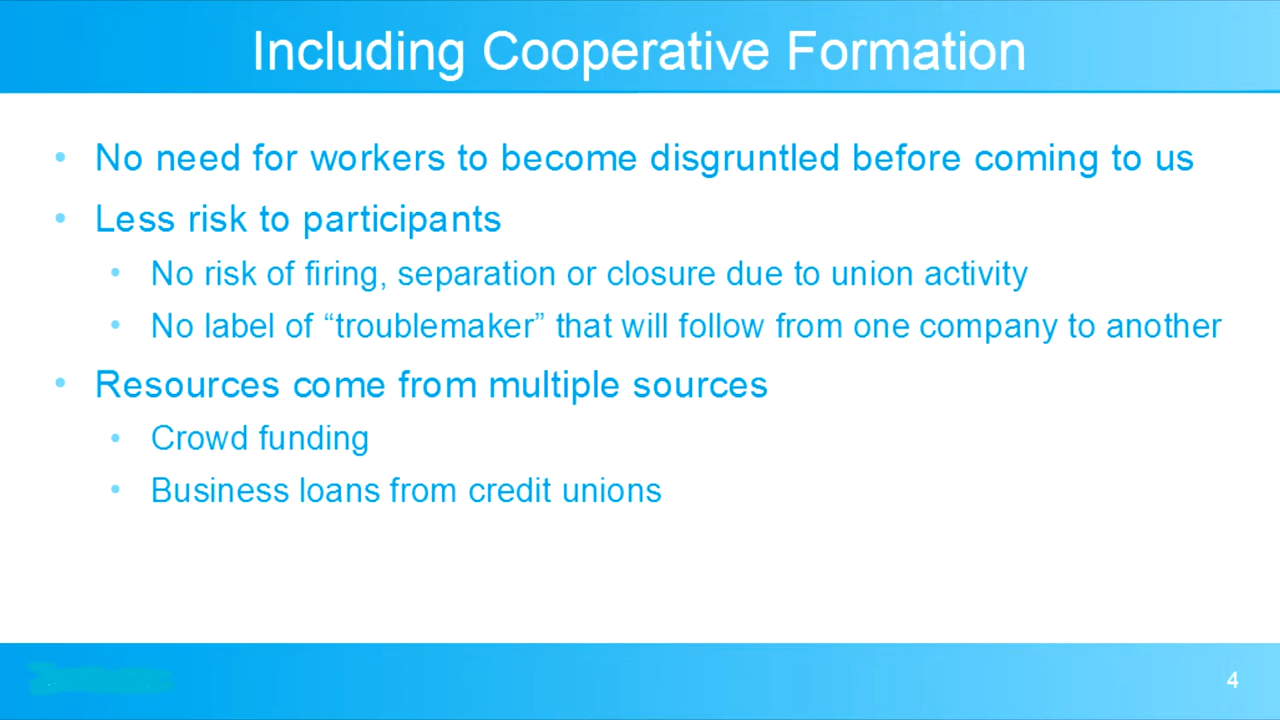 Including Cooperative Formation
• No need for workers to become disgruntled before coming to us
• Less risk to participants
• No risk of firing, separation or closure due to union activity
• No label of “troublemaker” that will follow from one company to another
• Resources come from multiple sources
• Crowd funding
• Business loans from credit unions
4